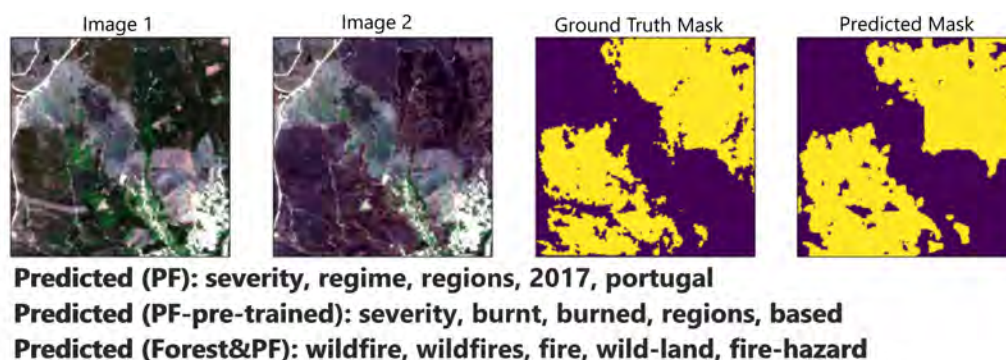 Image 1 Image 2 Ground Truth Mask Predicted Mask
Predicted (PF): severity, regime, regions, 2017, portugal
Predicted (PF-pre-trained): severity, burnt, burned, regions, based
Predicted (Forest&PF): wildfire, wildfires, fire, wild-land, fire-hazard